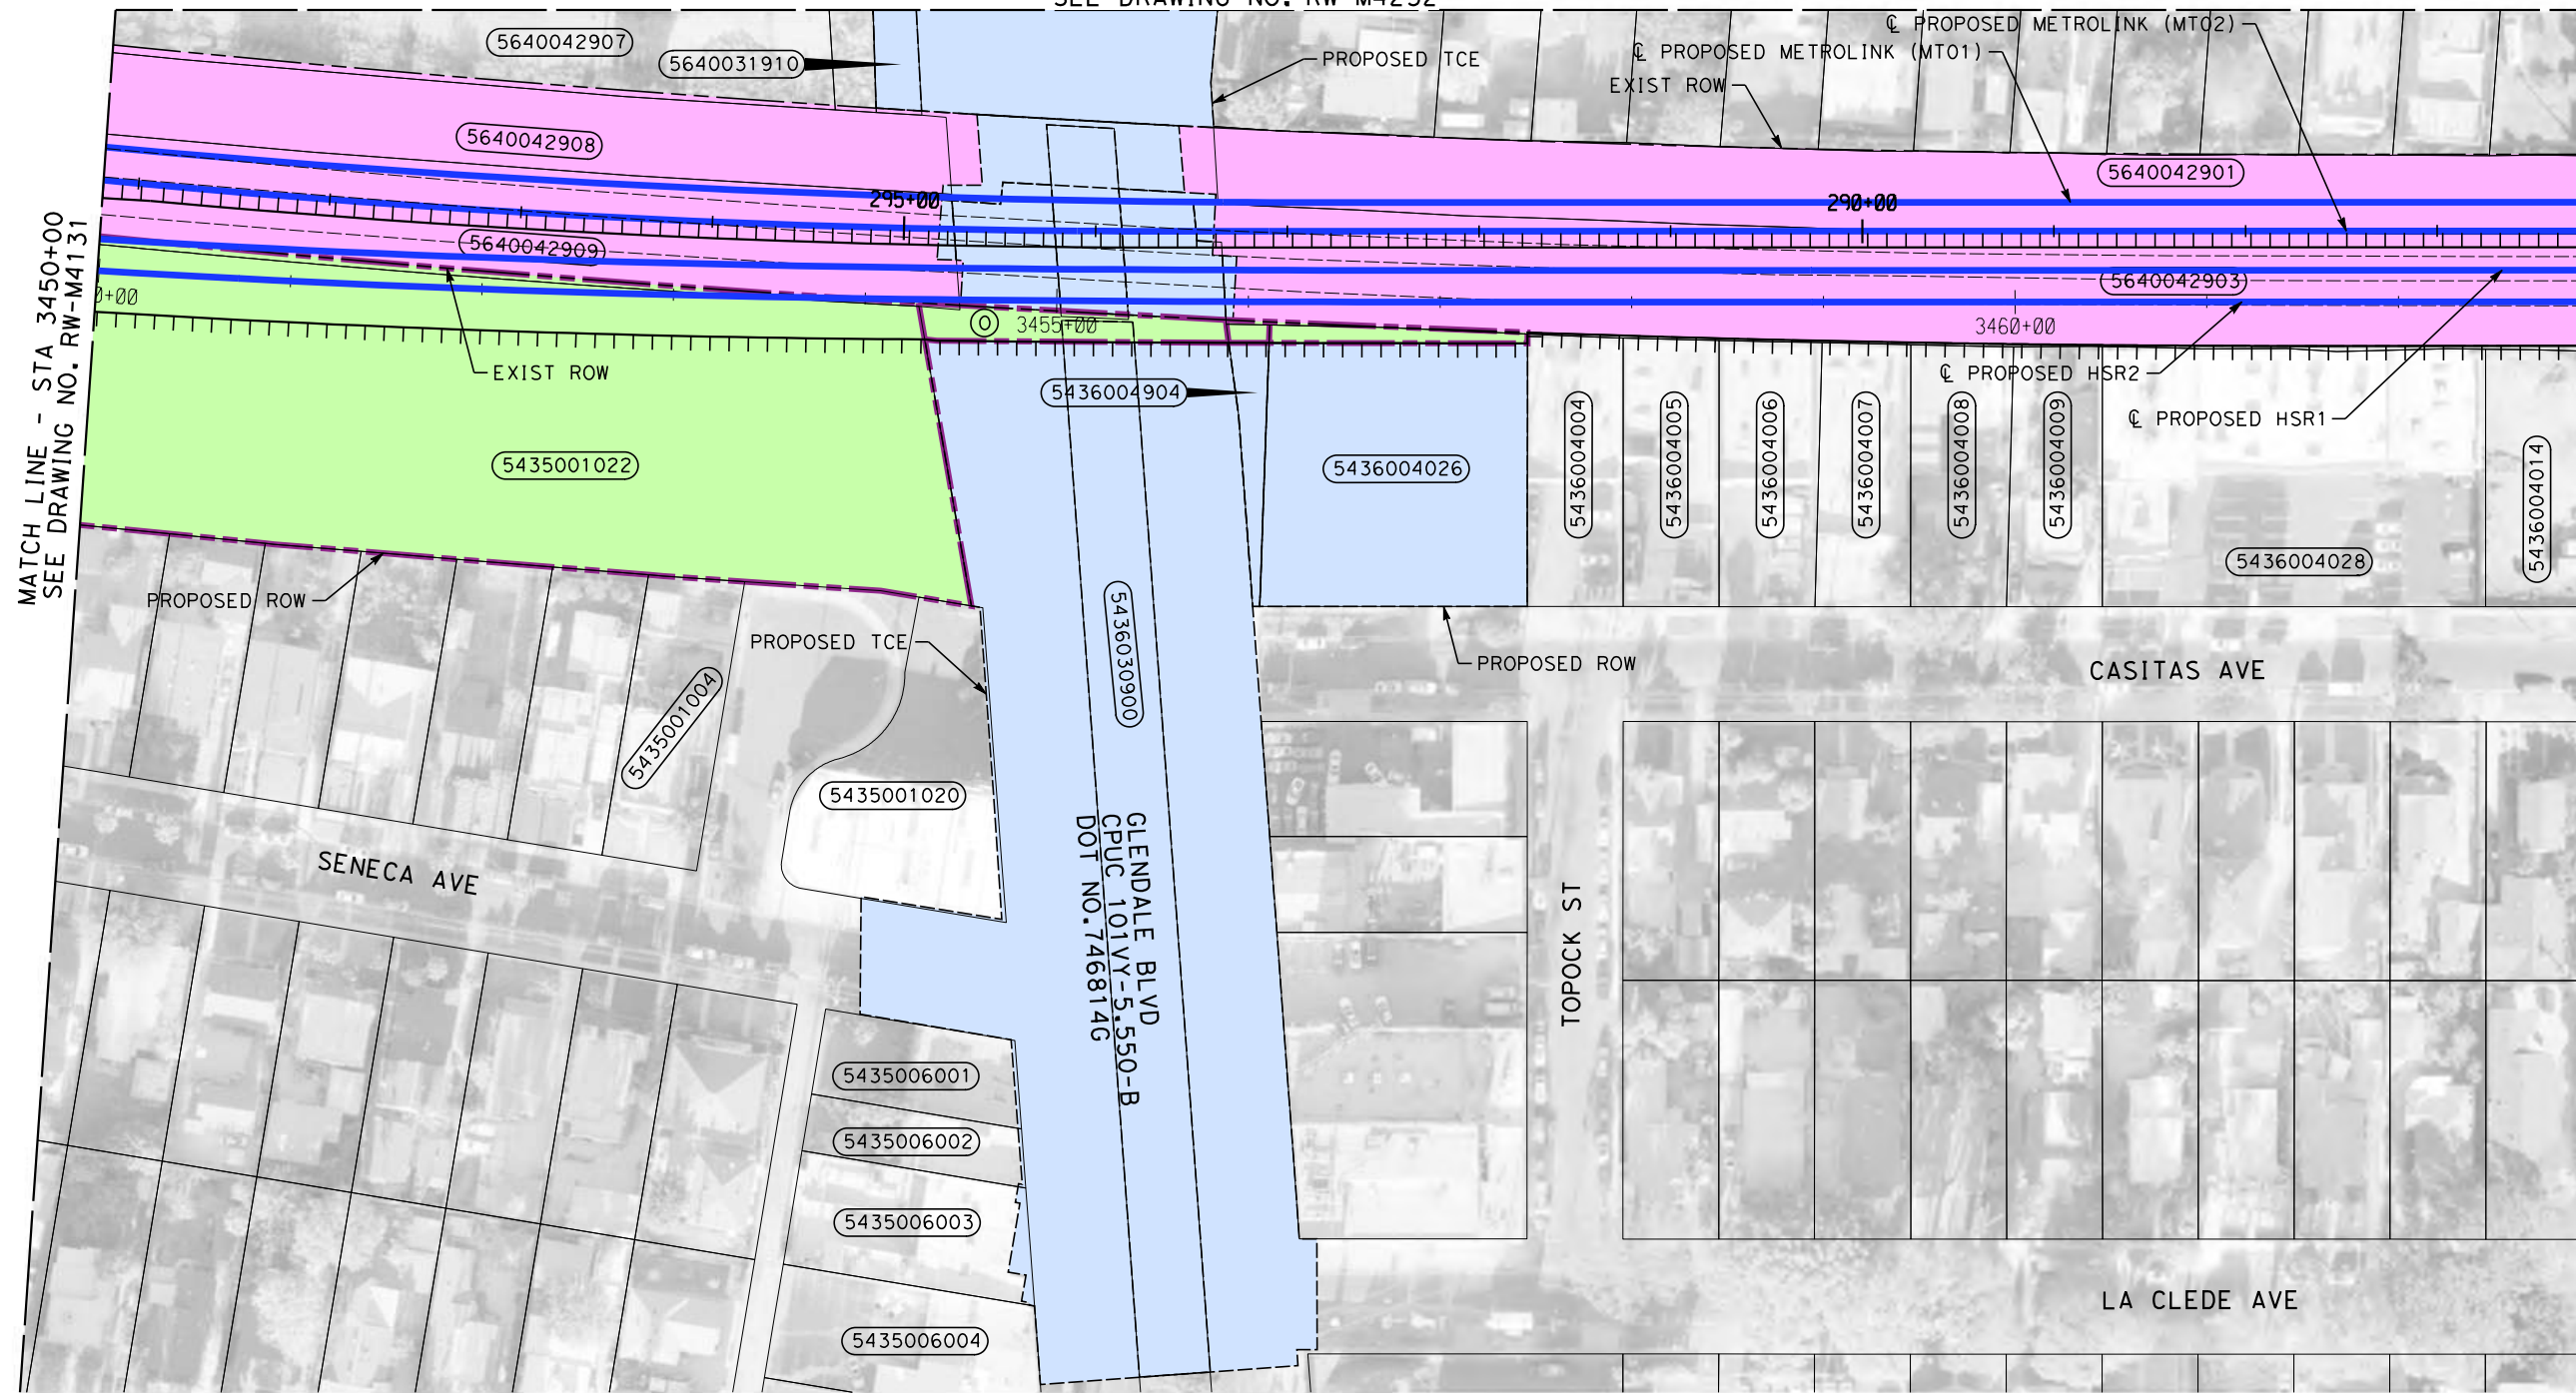 SEE DRAWING NO. RW-M4232
5640042907
5640031910
PROPOSED TCE
℄ PROPOSED METROLINK (MT02)
℄ PROPOSED METROLINK (MT01)
EXIST ROW
5640042908
5640042901
295+00
290+00
5640042909
5640042903
0+00
O
3455+00
3460+00
MATCH LINE - STA 3450+00
SEE DRAWING NO. RW-M4131
EXIST ROW
℄ PROPOSED HSR2
℄ PROPOSED HSR1
5436004904
5435001022
5436004026
5436004004
5436004005
5436004006
5436004007
5436004008
5436004009
5436004028
5436004014
PROPOSED ROW
PROPOSED TCE
5436030900
PROPOSED ROW
CASITAS AVE
5435001004
5435001020
SENECA AVE
GLENDALE BLVD
CPUC 101VY-5.550-B
DOT NO.746814G
TOPOCK ST
5435006001
5435006002
5435006003
5435006004
LA CLEDE AVE